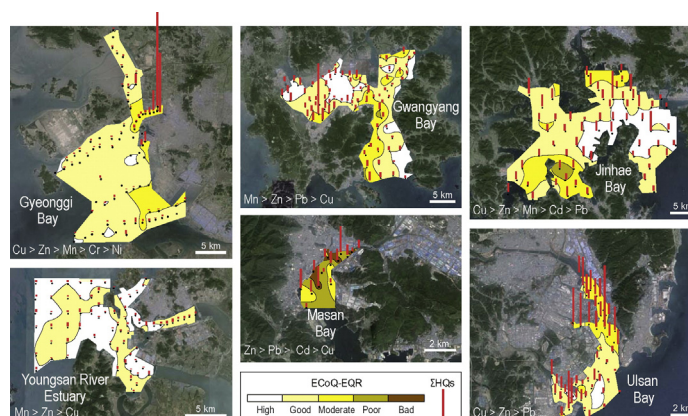 Gyeonggi
Bay
Cu > Zn > Mn > Cr > Ni
5 km
Gwangyang
Bay
Mn > Zn > Pb > Cu
5 km
Jinhae
Bay
Cu > Zn > Mn > Cd > Pb
5 km
Youngsan River
Estuary
Mn > Zn > Cu
5 km
Masan
Bay
Zn > Pb > Cd > Cu
2 km
Ulsan
Bay
Cu > Zn > Pb
2
ECoQ-EQR
ΣHQs
High
Good
Moderate
Poor
Bad